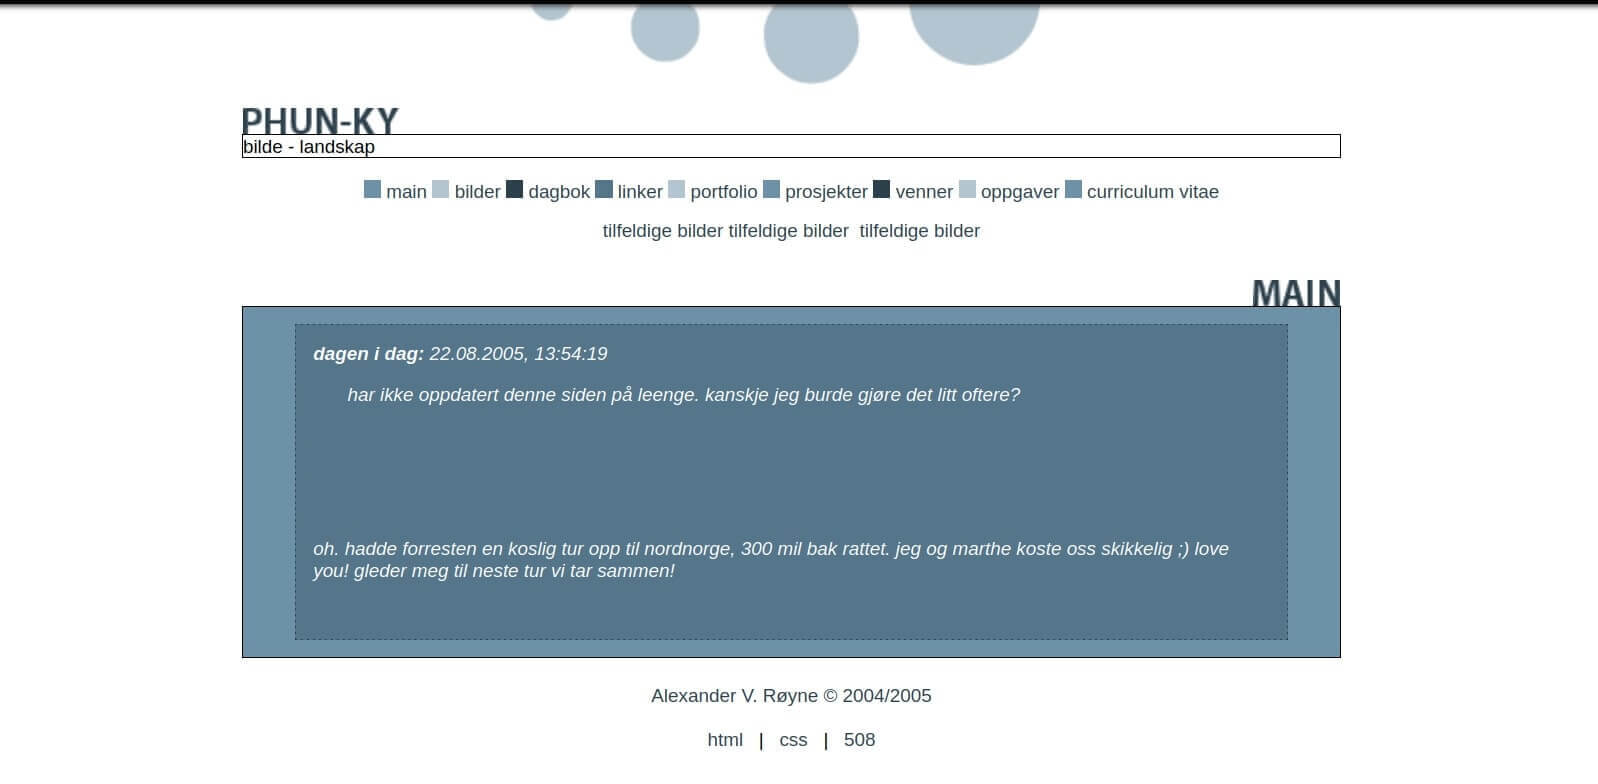 PHUN-KY
bilde - landskap
main bilder dagbok linker portfolio prosjekter venner oppgaver curriculum vitae
tilfeldige bilder tilfeldige bilder tilfeldige bilder
MAIN
dagen i dag: 22.08.2005, 13:54:19
har ikke oppdatert denne siden på leenge. kanskje jeg burde gjøre det litt oftere?
oh. hadde forresten en koslig tur opp til nordnorge, 300 mil bak rattet. jeg og marthe koste oss skikkelig ;) love
you! gleder meg til neste tur vi tar sammen!
Alexander V. Røyne © 2004/2005
html | css | 508